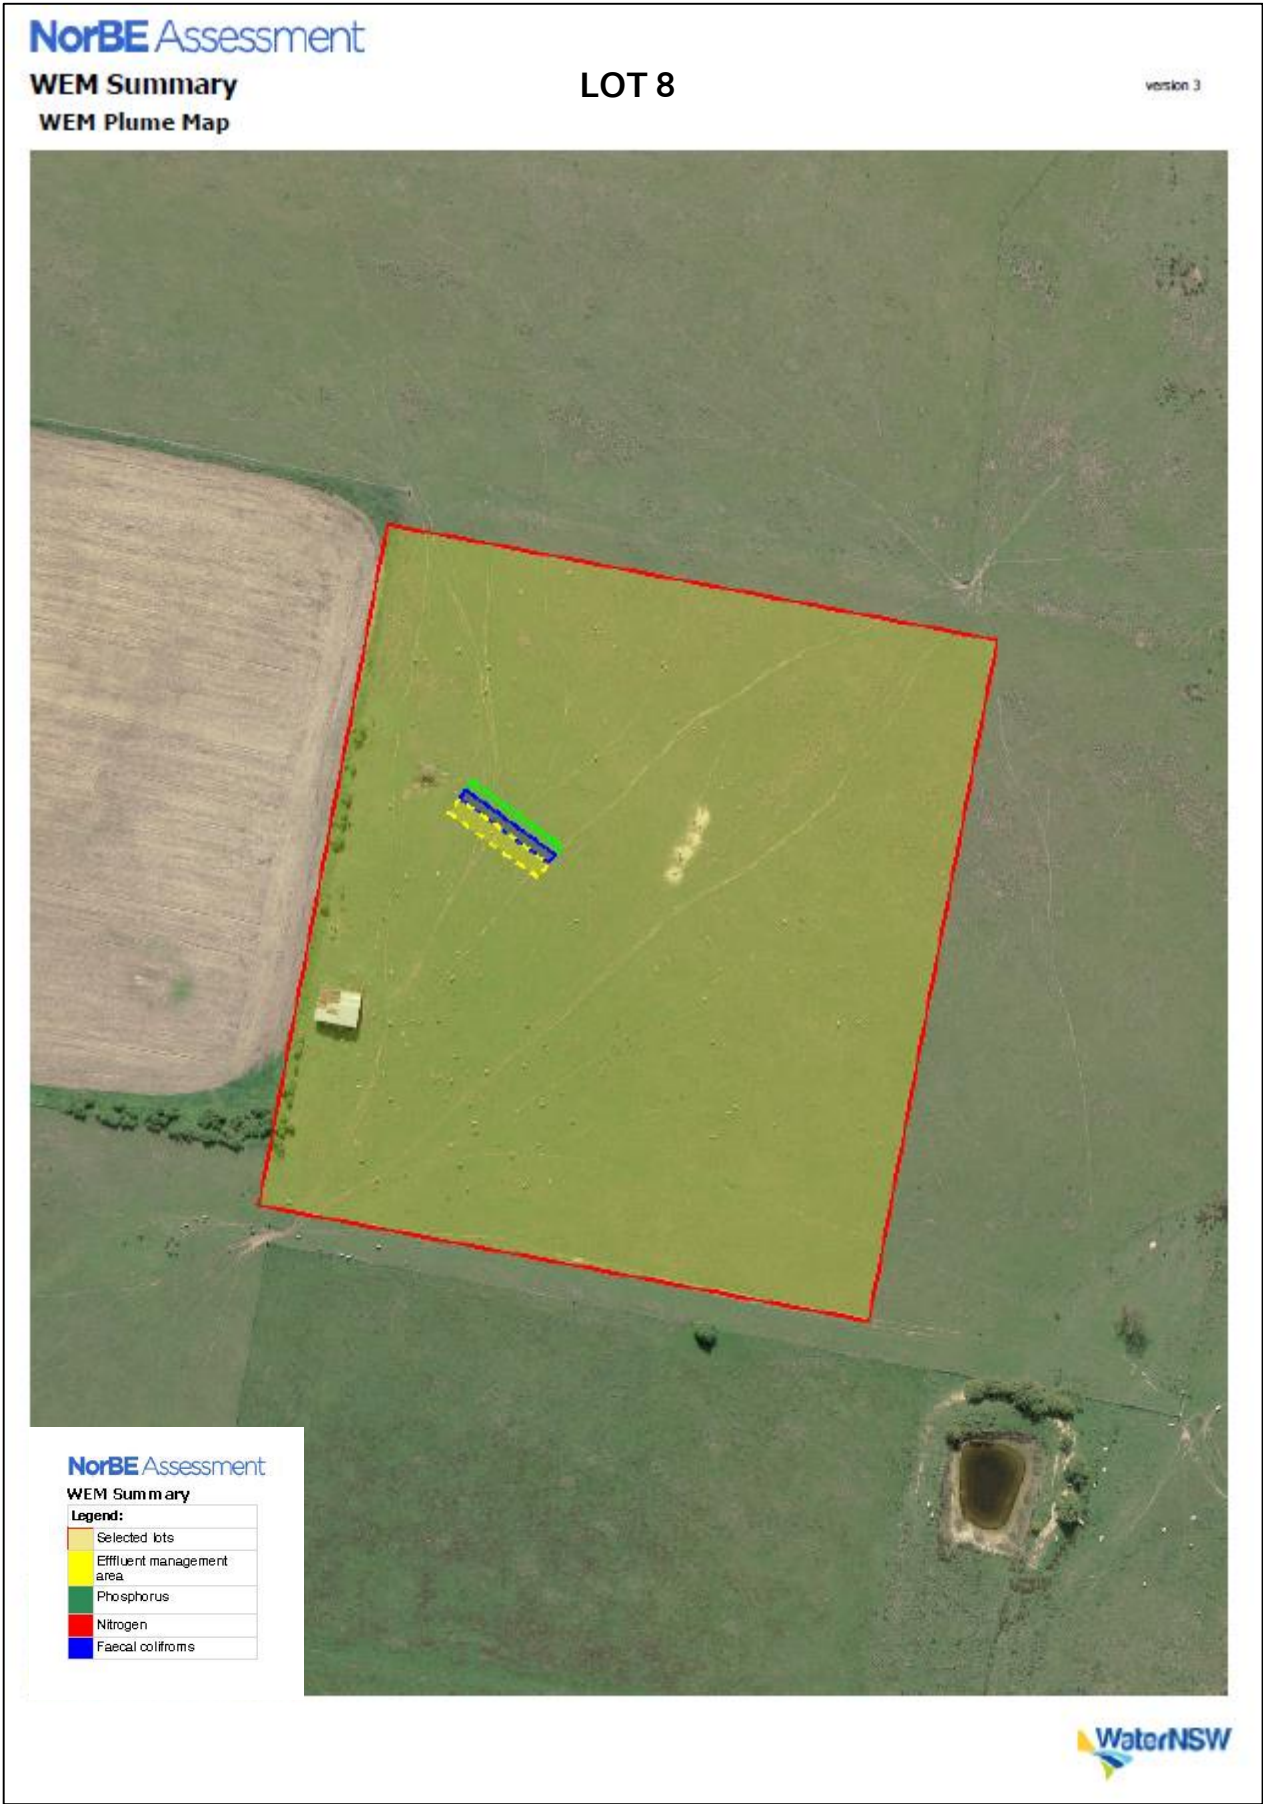 NorBE Assessment
WEM Summary
LOT 8
version 3
WEM Plume Map
NorBE Assessment
WEM Summary
Legend:
Selected lots
Efffluent management
area
Phosphorus
Nitrogen
Faecal colifroms
WaterNSW